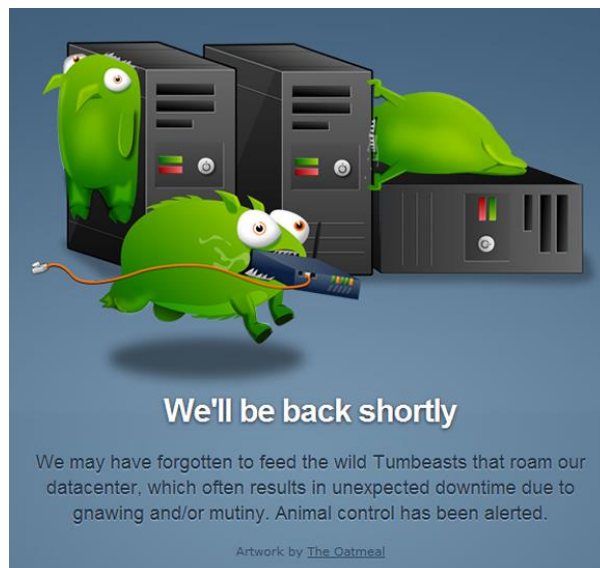 We'll be back shortly
We may have forgotten to feed the wild Tumbeasts that roam our
datacenter, which often results in unexpected downtime due to
gnawing and/or mutiny. Animal control has been alerted.
Artwork by The Oatmeal